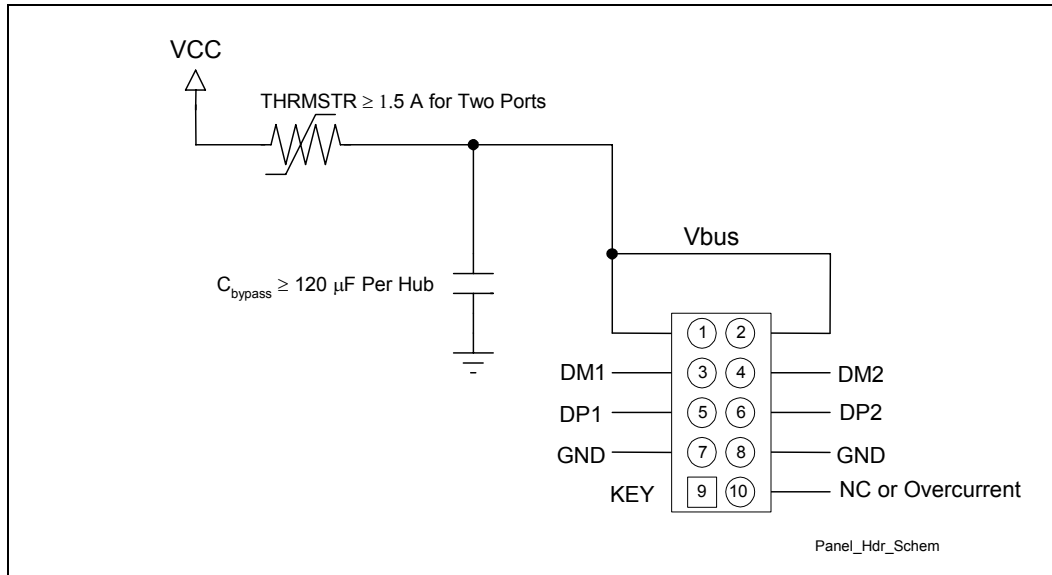 VCC
THRMSTR ≥ 1.5 A for Two Ports
Vbus
C_bypass ≥ 120 μF Per Hub
1 2
DM1 3 4 DM2
DP1 5 6 DP2
GND 7 8 GND
KEY 9 10 NC or Overcurrent
Panel_Hdr_Schem